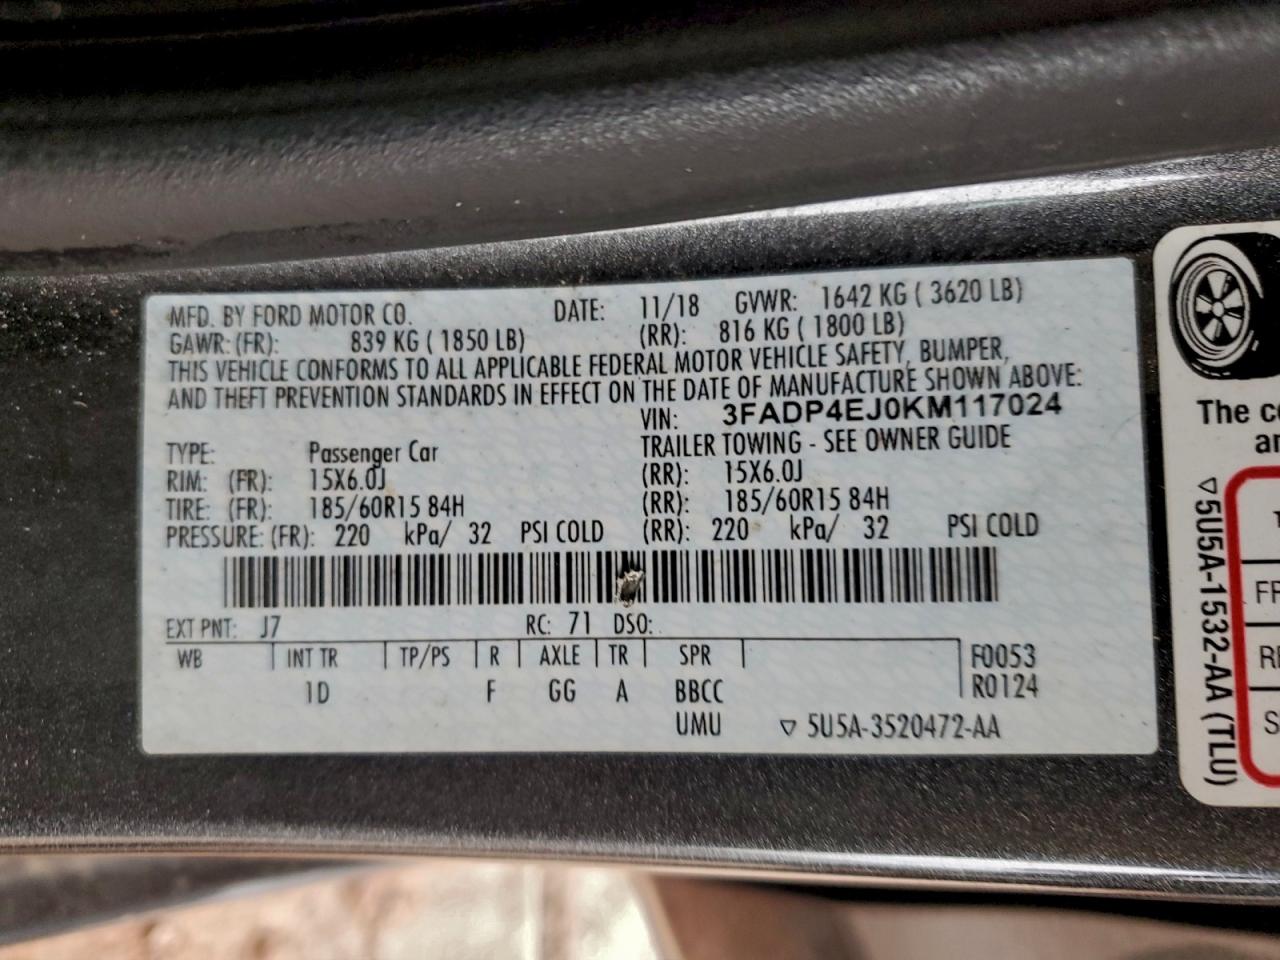 MFD. BY FORD MOTOR CO. DATE: 11/18 GVWR: 1642 KG ( 3620 LB)
GAWR: (FR): 839 KG ( 1850 LB) (RR): 816 KG ( 1800 LB)
THIS VEHICLE CONFORMS TO ALL APPLICABLE FEDERAL MOTOR VEHICLE SAFETY, BUMPER,
AND THEFT PREVENTION STANDARDS IN EFFECT ON THE DATE OF MANUFACTURE SHOWN ABOVE:
VIN: 3FADP4EJ0KM117024
TYPE: Passenger Car TRAILER TOWING - SEE OWNER GUIDE
RIM: (FR): 15X6.0J (RR): 15X6.0J
TIRE: (FR): 185/60R15 84H (RR): 185/60R15 84H
PRESSURE: (FR): 220 kPa/ 32 PSI COLD (RR): 220 kPa/ 32 PSI COLD
EXT PNT: J7 RC: 71 DSO:
WB INT TR TP/PS R AXLE TR SPR F0053
1D F GG A BBCC R0124
UMU ▽ 5U5A-3520472-AA
The
▽5U5A-1532-AA (TLU)